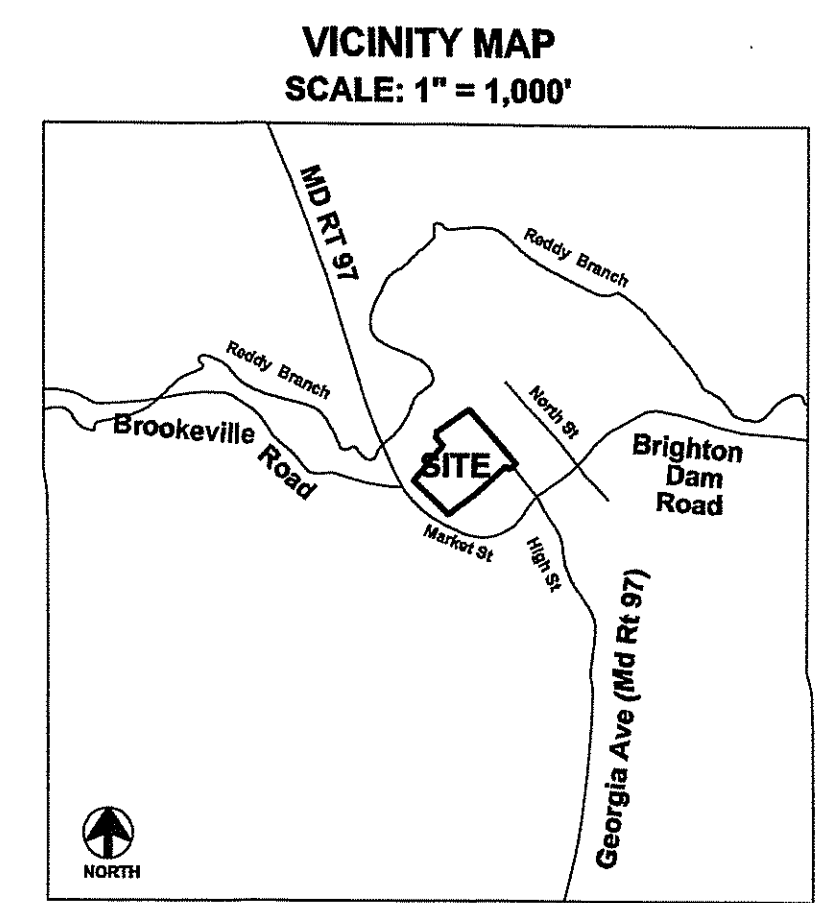 VICINITY MAP
SCALE: 1" = 1,000'
MD RT 97
Reddy Branch
Reddy Branch
North St
Brookeville
Road
SITE
Brighton
Dam
Road
Market St
High St
Georgia Ave (Md Rt 97)
NORTH